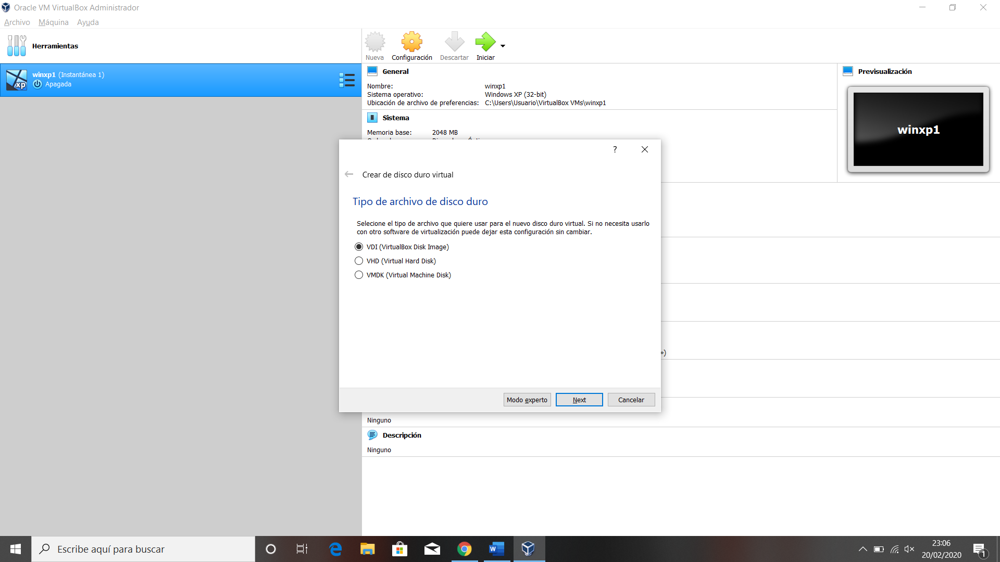 Oracle VM VirtualBox Administrador
Archivo Máquina Ayuda
Herramientas
winxp1 (Instantánea 1)
Apagada
Nueva Configuración Descartar Iniciar
General
Nombre: winxp1
Sistema operativo: Windows XP (32-bit)
Ubicación de archivo de preferencias: C:\Users\Usuario\VirtualBox VMs\winxp1
Previsualización
winxp1
Sistema
Memoria base: 2048 MB
?
Crear de disco duro virtual
Tipo de archivo de disco duro
Selecione el tipo de archivo que quiere usar para el nuevo disco duro virtual. Si no necesita usarlo
con otro software de virtualización puede dejar esta configuración sin cambiar.
VDI (VirtualBox Disk Image)
VHD (Virtual Hard Disk)
VMDK (Virtual Machine Disk)
»)
Modo experto Next Cancelar
Ninguno
Descripción
Ninguno
Escribe aquí para buscar
23:06
20/02/2020
1